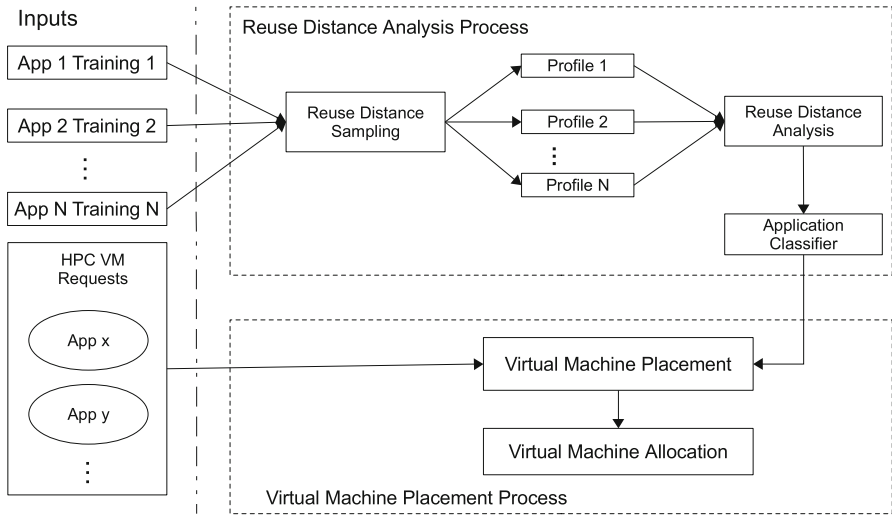 Inputs
App 1 Training 1
App 2 Training 2
App N Training N
HPC VM
Requests
App x
App y
Reuse Distance Analysis Process
Reuse Distance
Sampling
Profile 1
Profile 2
Profile N
Reuse Distance
Analysis
Application
Classifier
Virtual Machine Placement
Virtual Machine Allocation
Virtual Machine Placement Process